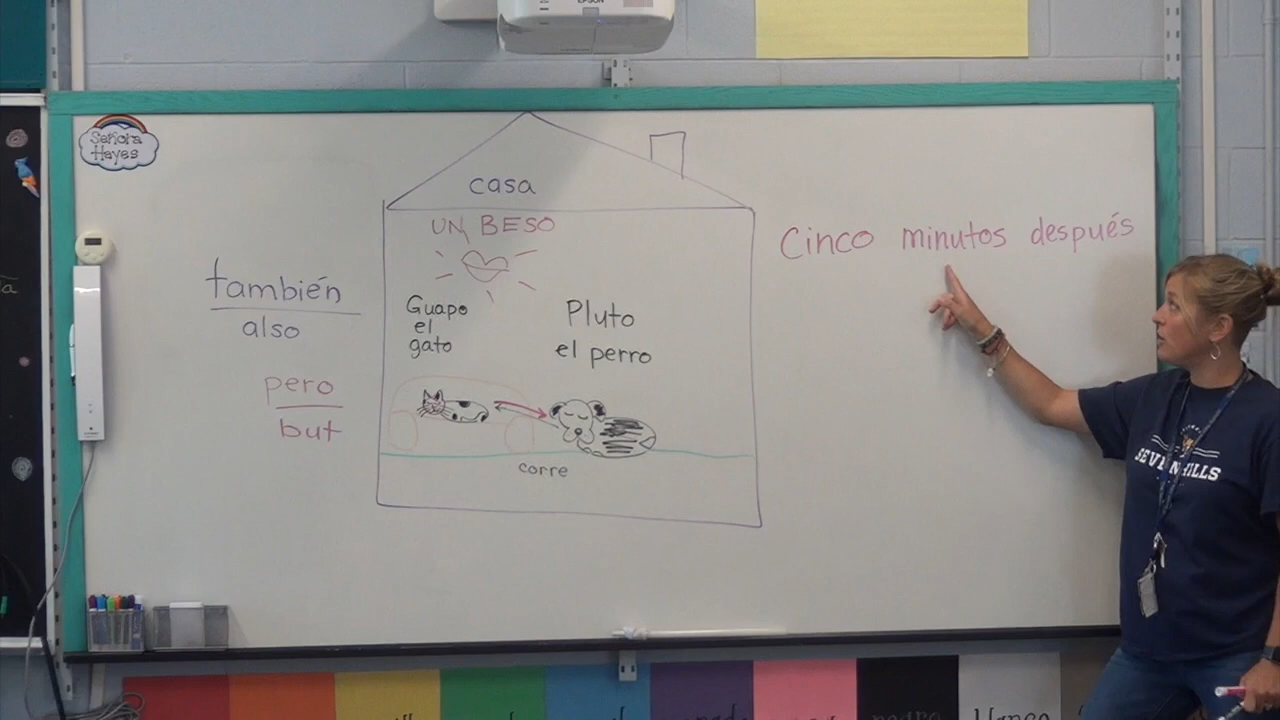 EPSON
Señora
Hayes
casa
UN BESO
Cinco minutos después
también
also
Guapo
el
gato
Pluto
el perro
pero
but
corre
SEVEN HILLS